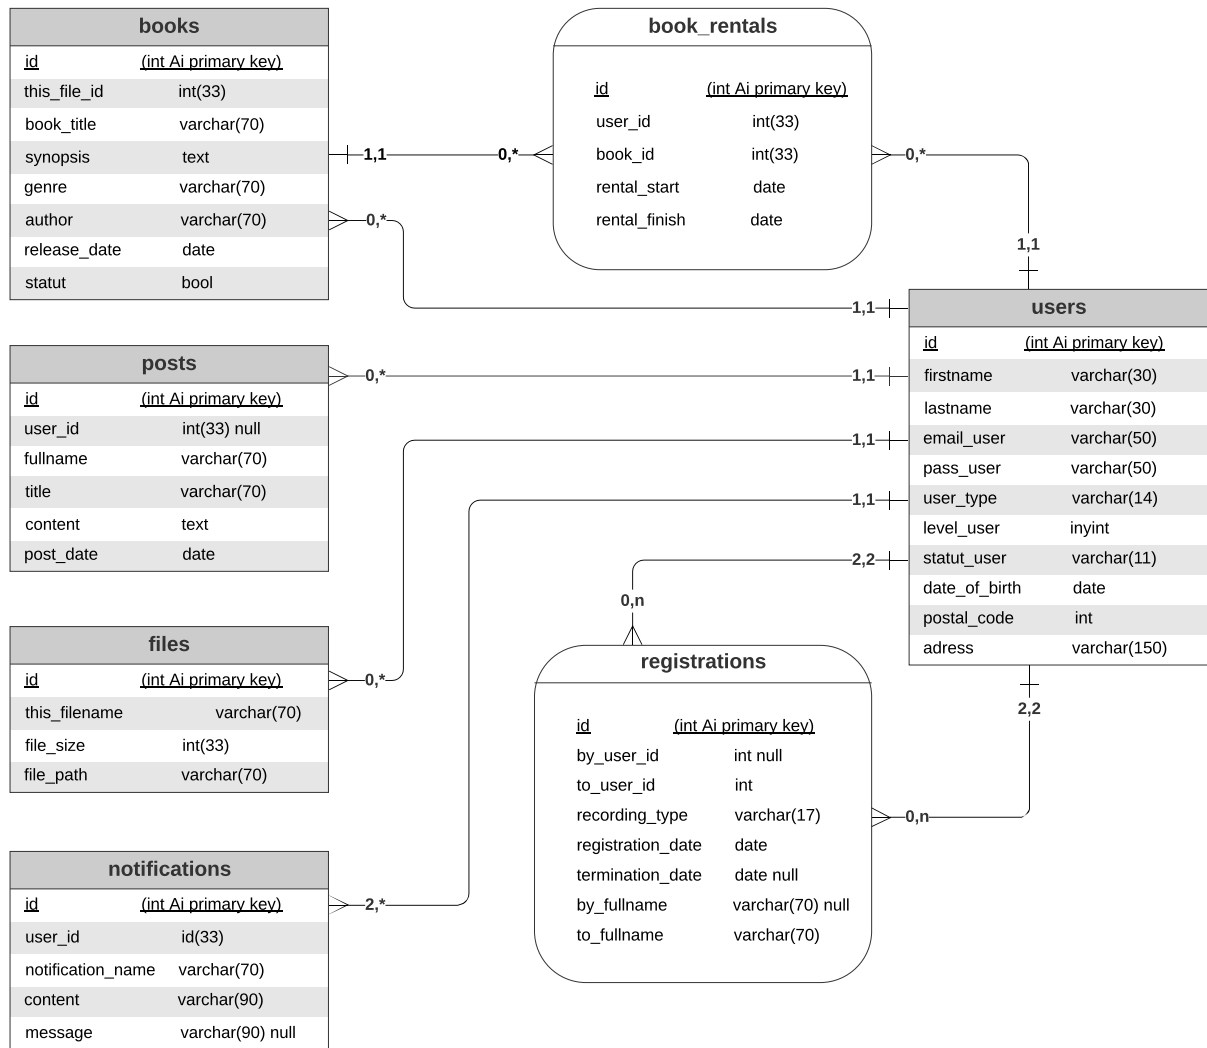 books
id (int Ai primary key)
this_file_id int(33)
book_title varchar(70)
synopsis text
genre varchar(70)
author varchar(70)
release_date date
statut bool
1,1
0,*
book_rentals
id (int Ai primary key)
user_id int(33)
book_id int(33)
rental_start date
rental_finish date
0,*
1,1
0,*
1,1
users
id (int Ai primary key)
firstname varchar(30)
lastname varchar(30)
email_user varchar(50)
pass_user varchar(50)
user_type varchar(14)
level_user inyint
statut_user varchar(11)
date_of_birth date
postal_code int
adress varchar(150)
posts
id (int Ai primary key)
user_id int(33) null
fullname varchar(70)
title varchar(70)
content text
post_date date
0,*
1,1
1,1
1,1
2,2
0,n
files
id (int Ai primary key)
this_filename varchar(70)
file_size int(33)
file_path varchar(70)
0,*
registrations
id (int Ai primary key)
by_user_id int null
to_user_id int
recording_type varchar(17)
registration_date date
termination_date date null
by_fullname varchar(70) null
to_fullname varchar(70)
2,2
0,n
notifications
id (int Ai primary key)
user_id id(33)
notification_name varchar(70)
content varchar(90)
message varchar(90) null
2,*